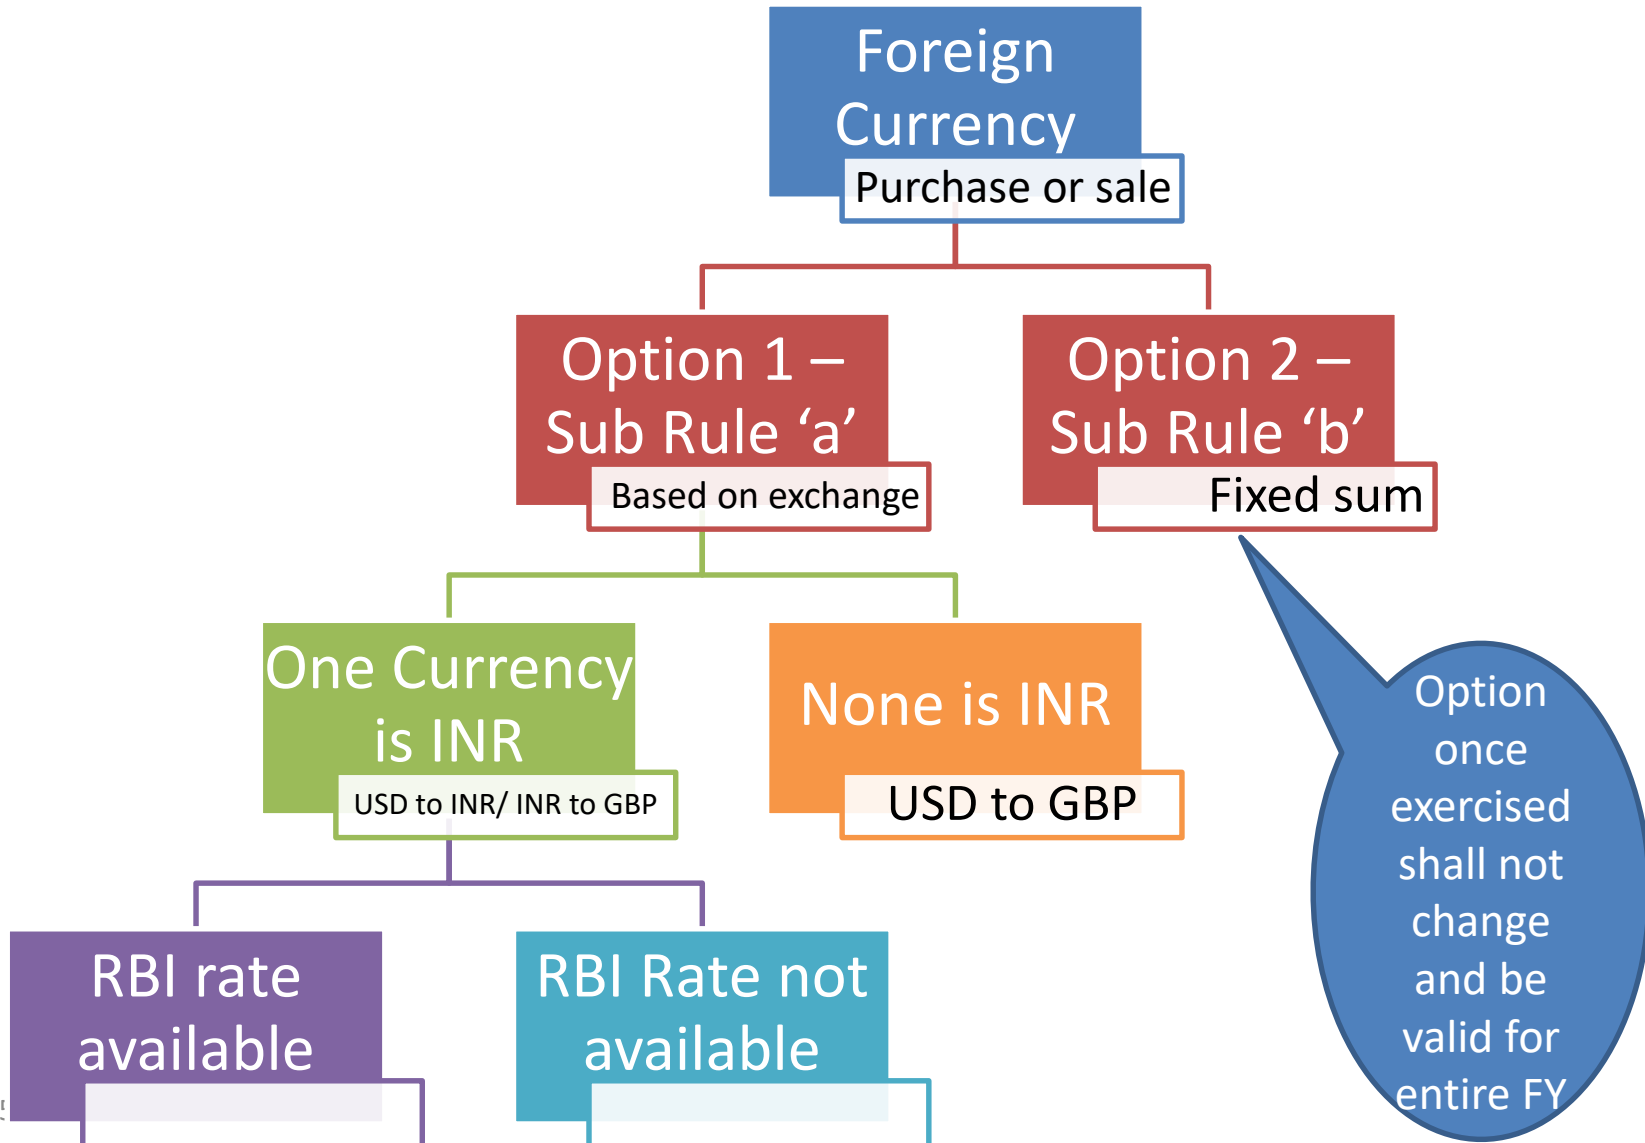 Foreign
Currency
Purchase or sale
Option 1 –
Sub Rule ‘a’
Based on exchange
Option 2 –
Sub Rule ‘b’
Fixed sum
One Currency
is INR
USD to INR/ INR to GBP
None is INR
USD to GBP
Option
once
exercised
shall not
change
and be
valid for
entire FY
RBI rate
available
RBI Rate not
available